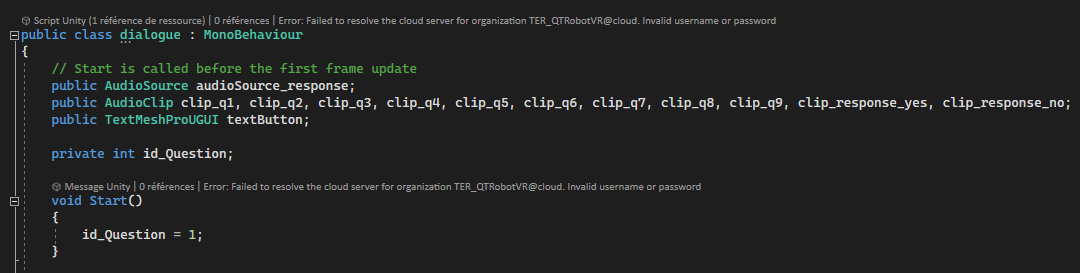 Script Unity (1 référence de ressource) | 0 références | Error: Failed to resolve the cloud server for organization TER_QTRobotVR@cloud. Invalid username or password
public class dialogue : MonoBehaviour
{
// Start is called before the first frame update
public AudioSource audioSource_response;
public AudioClip clip_q1, clip_q2, clip_q3, clip_q4, clip_q5, clip_q6, clip_q7, clip_q8, clip_q9, clip_response_yes, clip_response_no;
public TextMeshProUGUI textButton;
private int id_Question;
Message Unity | 0 références | Error: Failed to resolve the cloud server for organization TER_QTRobotVR@cloud. Invalid username or password
void Start()
{
id_Question = 1;
}